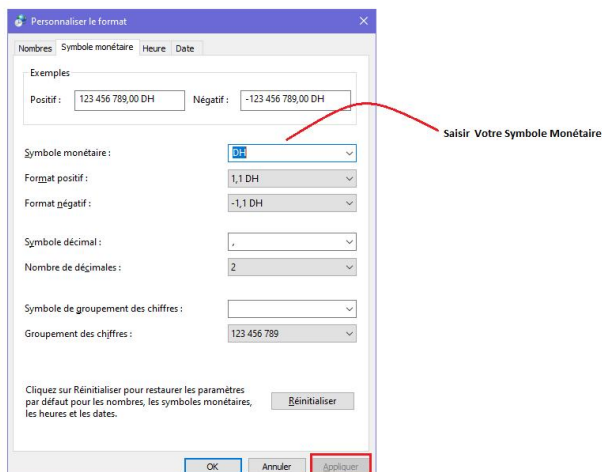 Personnaliser le format
Nombres Symbole monétaire Heure Date
Exemples
Positif : 123 456 789,00 DH Négatif : -123 456 789,00 DH
Saisir Votre Symbole Monétaire
Symbole monétaire : DH
Format positif : 1,1 DH
Format négatif : -1,1 DH
Symbole décimal : ,
Nombre de décimales : 2
Symbole de groupement des chiffres :
Groupement des chiffres : 123 456 789
Cliquez sur Réinitialiser pour restaurer les paramètres
par défaut pour les nombres, les symboles monétaires,
les heures et les dates.
Réinitialiser
OK Annuler Appliquer